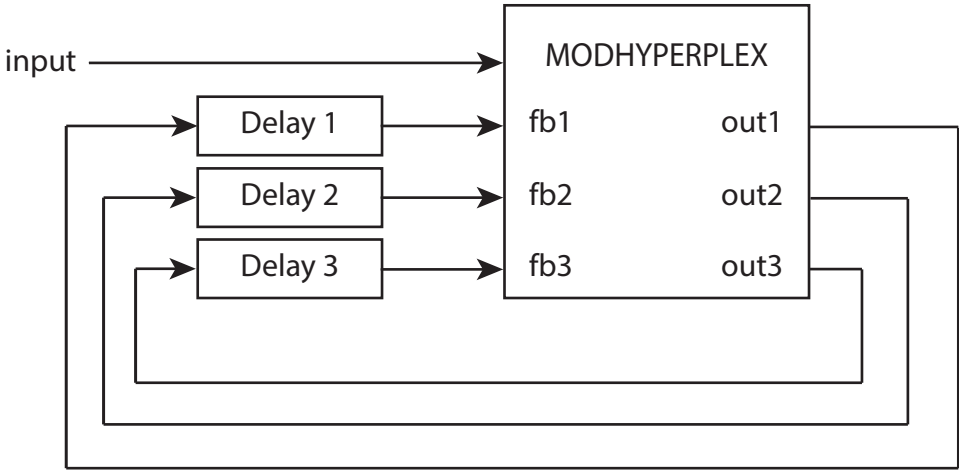 input
MODHYPERPLEX
Delay 1
fb1
out1
Delay 2
fb2
out2
Delay 3
fb3
out3